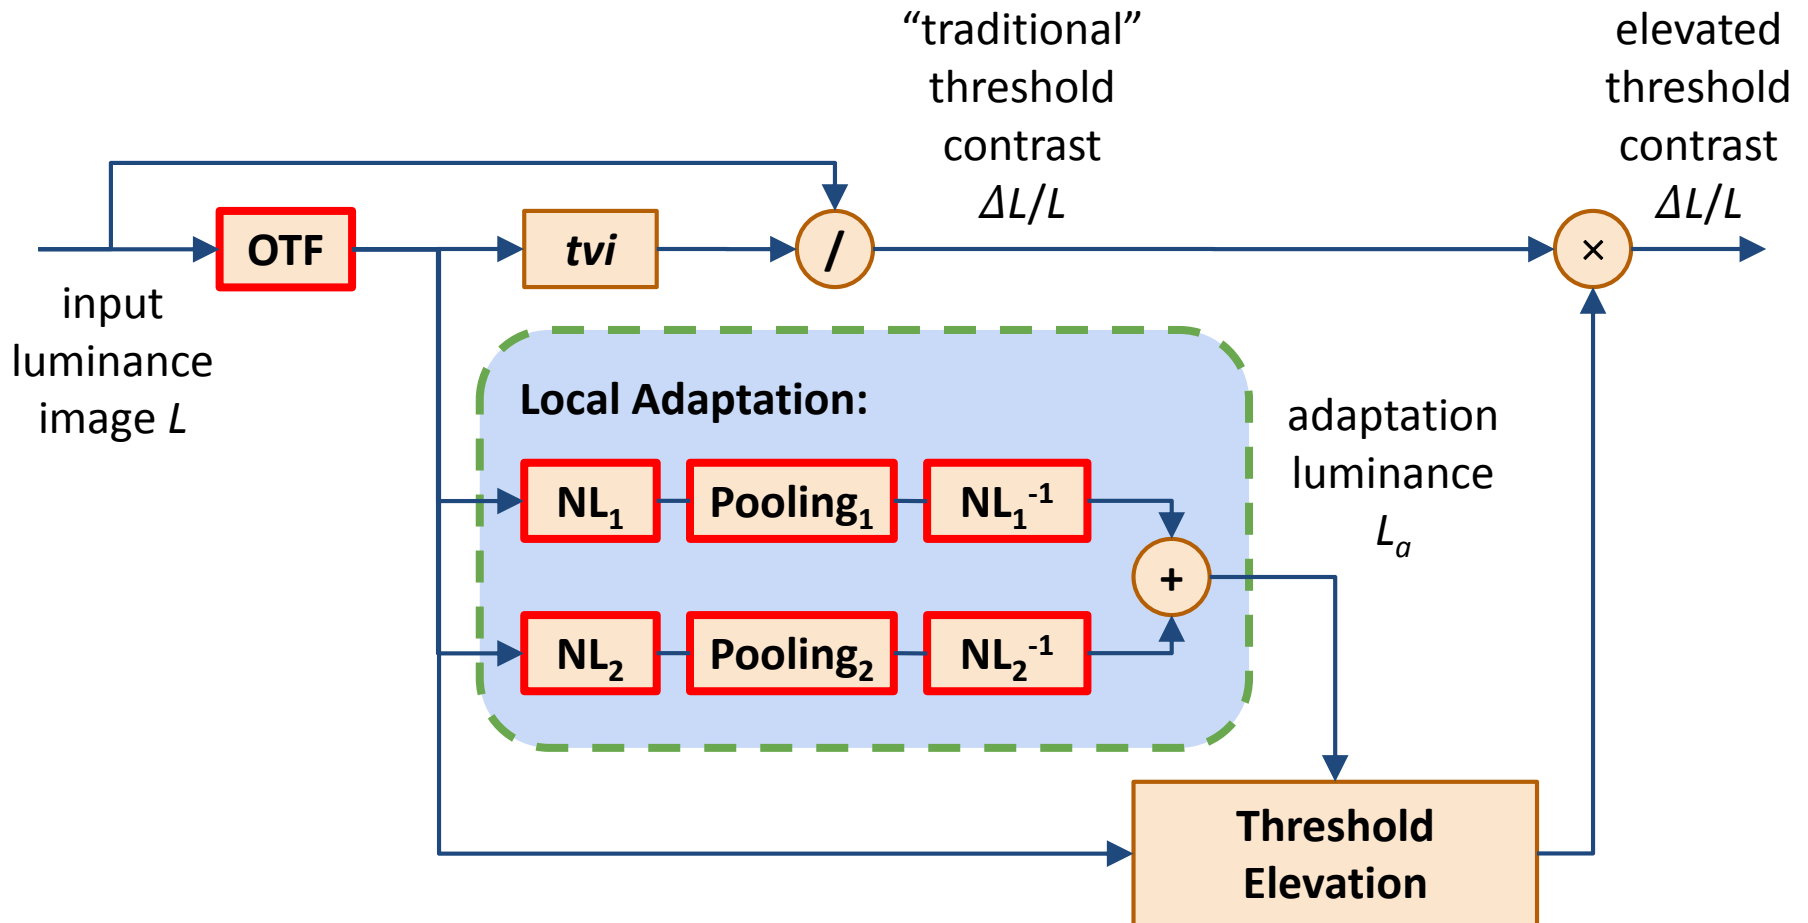 “traditional”
threshold
contrast
ΔL/L
elevated
threshold
contrast
ΔL/L
OTF
tvi
/
×
input
luminance
image L
Local Adaptation:
NL₁
Pooling₁
NL₁⁻¹
+
NL₂
Pooling₂
NL₂⁻¹
adaptation
luminance
Lₐ
Threshold
Elevation